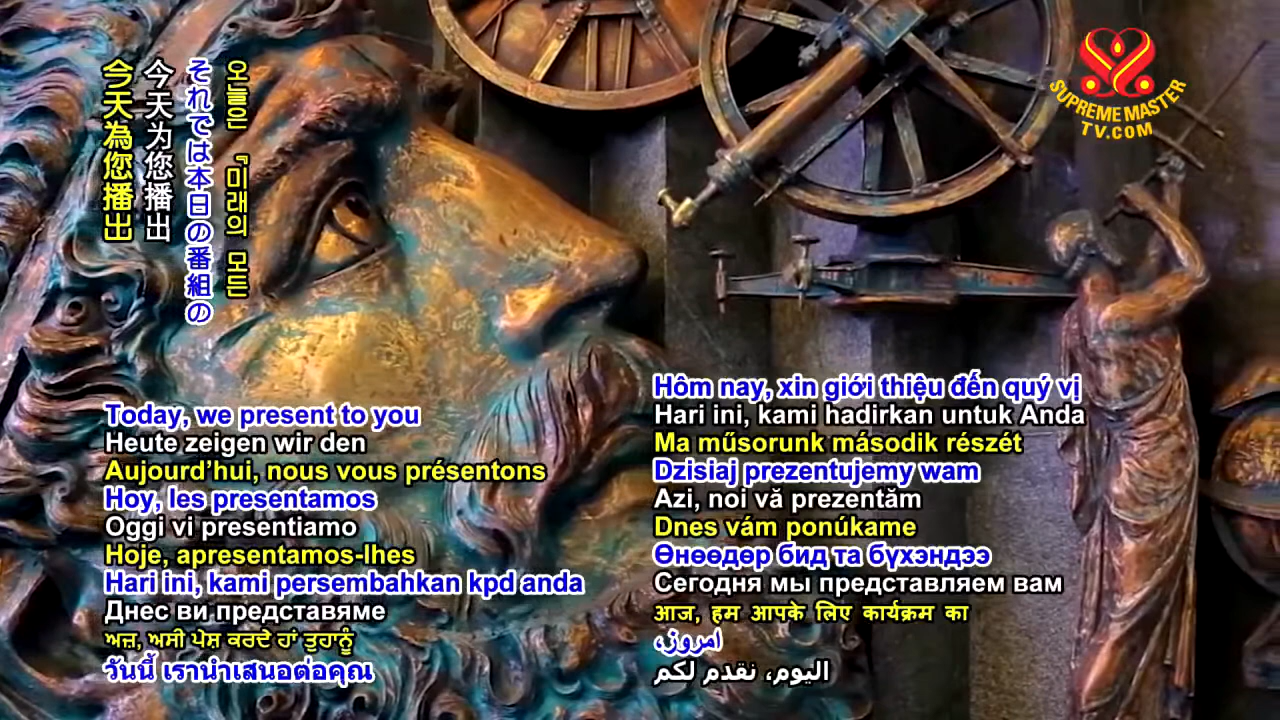 SUPREME MASTER
TV.COM
오늘은 『미래의 모드』
それでは本日の番組の
今天为您播出
今天為您播出
Today, we present to you
Heute zeigen wir den
Aujourd’hui, nous vous présentons
Hoy, les presentamos
Oggi vi presentiamo
Hoje, apresentamos-lhes
Hari ini, kami persembahkan kpd anda
Днес ви представяме
ਅਜ਼, ਅਸੀ ਪੇਸ਼ ਕਰਦੇ ਹਾਂ ਤੁਹਾਨੂੰ
วันนี้ เรานำเสนอต่อคุณ
Hôm nay, xin giới thiệu đến quý vị
Hari ini, kami hadirkan untuk Anda
Ma műsorunk második részét
Dzisiaj prezentujemy wam
Azi, noi vă prezentăm
Dnes vám ponúkame
Өнөөдөр бид та бүхэндээ
Сегодня мы представляем вам
आज, हम आपके लिए कार्यक्रम का
امروز،
اليوم، نقدم لكم